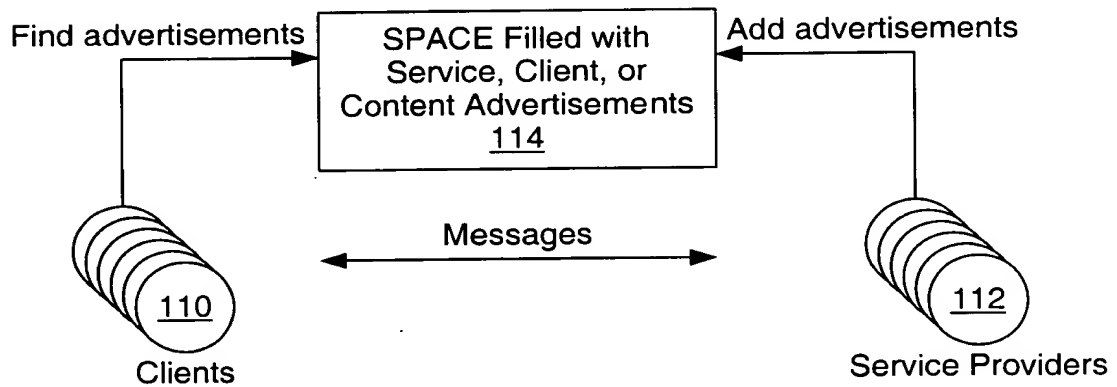 Find advertisements
SPACE Filled with
Service, Client, or
Content Advertisements
114
Add advertisements
Messages
110
Clients
112
Service Providers